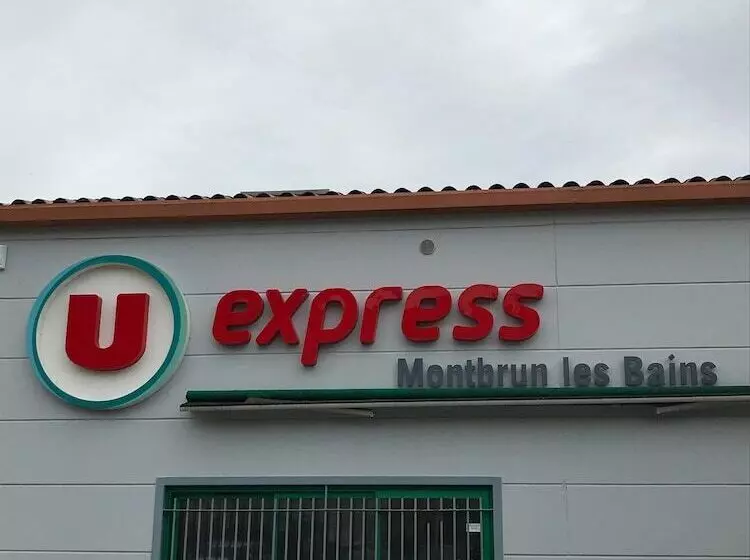 U express
Montbrun les Bains